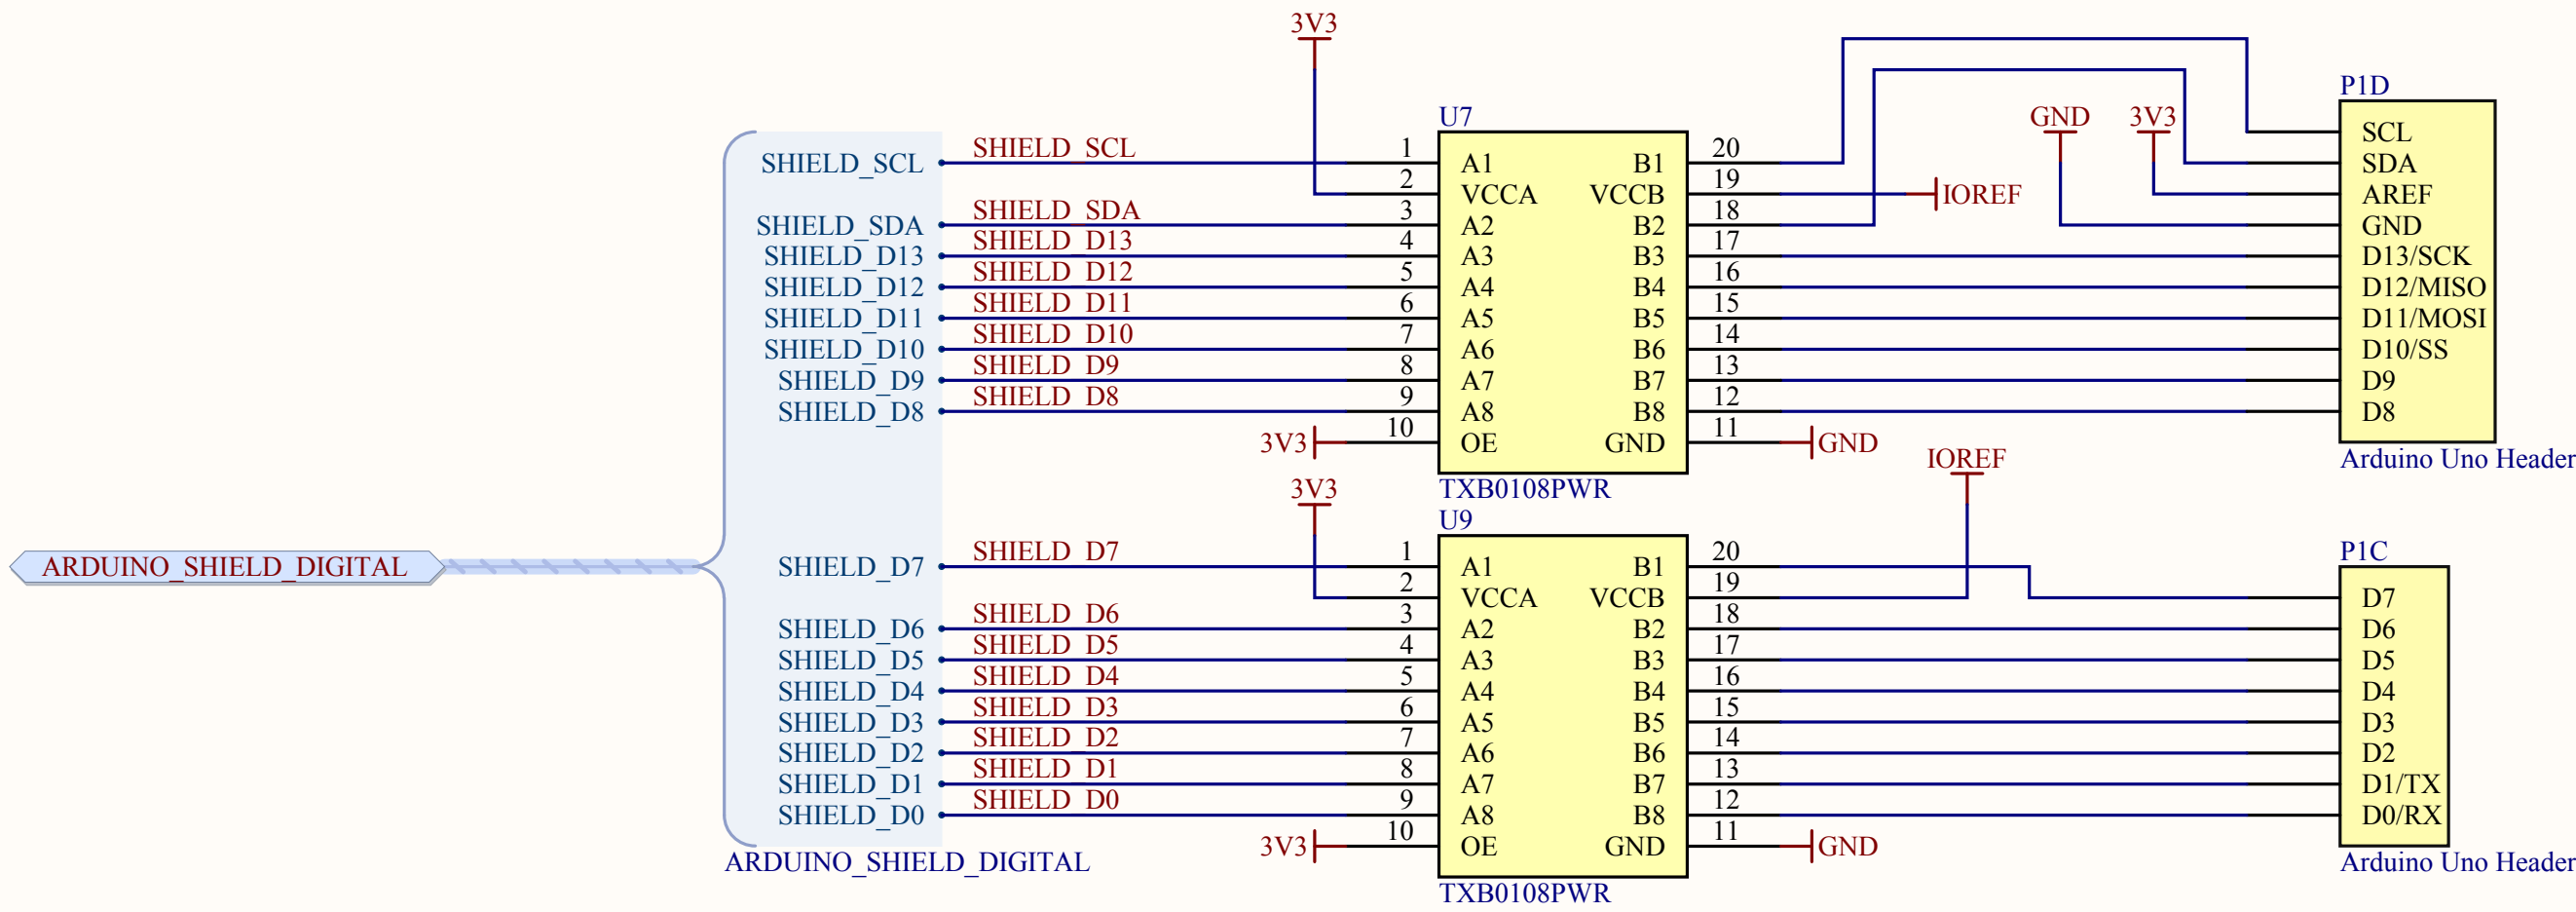 3V3
P1D
U7
GND 3V3
SHIELD_SCL SHIELD_SCL 1 A1 B1 20 SCL
2 VCCA VCCB 19 IOREF SDA
AREF
SHIELD_SDA SHIELD_SDA 3 A2 B2 18 GND
SHIELD_D13 SHIELD_D13 4 A3 B3 17 D13/SCK
SHIELD_D12 SHIELD_D12 5 A4 B4 16 D12/MISO
SHIELD_D11 SHIELD_D11 6 A5 B5 15 D11/MOSI
SHIELD_D10 SHIELD_D10 7 A6 B6 14 D10/SS
SHIELD_D9 SHIELD_D9 8 A7 B7 13 D9
SHIELD_D8 SHIELD_D8 9 A8 B8 12 D8
3V3 10 OE GND 11 GND
IOREF Arduino Uno Header
3V3 TXB0108PWR
U9
P1C
ARDUINO_SHIELD_DIGITAL SHIELD_D7 SHIELD_D7 1 A1 B1 20
2 VCCA VCCB 19 D7
SHIELD_D6 SHIELD_D6 3 A2 B2 18 D6
SHIELD_D5 SHIELD_D5 4 A3 B3 17 D5
SHIELD_D4 SHIELD_D4 5 A4 B4 16 D4
SHIELD_D3 SHIELD_D3 6 A5 B5 15 D3
SHIELD_D2 SHIELD_D2 7 A6 B6 14 D2
SHIELD_D1 SHIELD_D1 8 A7 B7 13 D1/TX
SHIELD_D0 SHIELD_D0 9 A8 B8 12 D0/RX
3V3 10 OE GND 11 GND
ARDUINO_SHIELD_DIGITAL Arduino Uno Header
TXB0108PWR